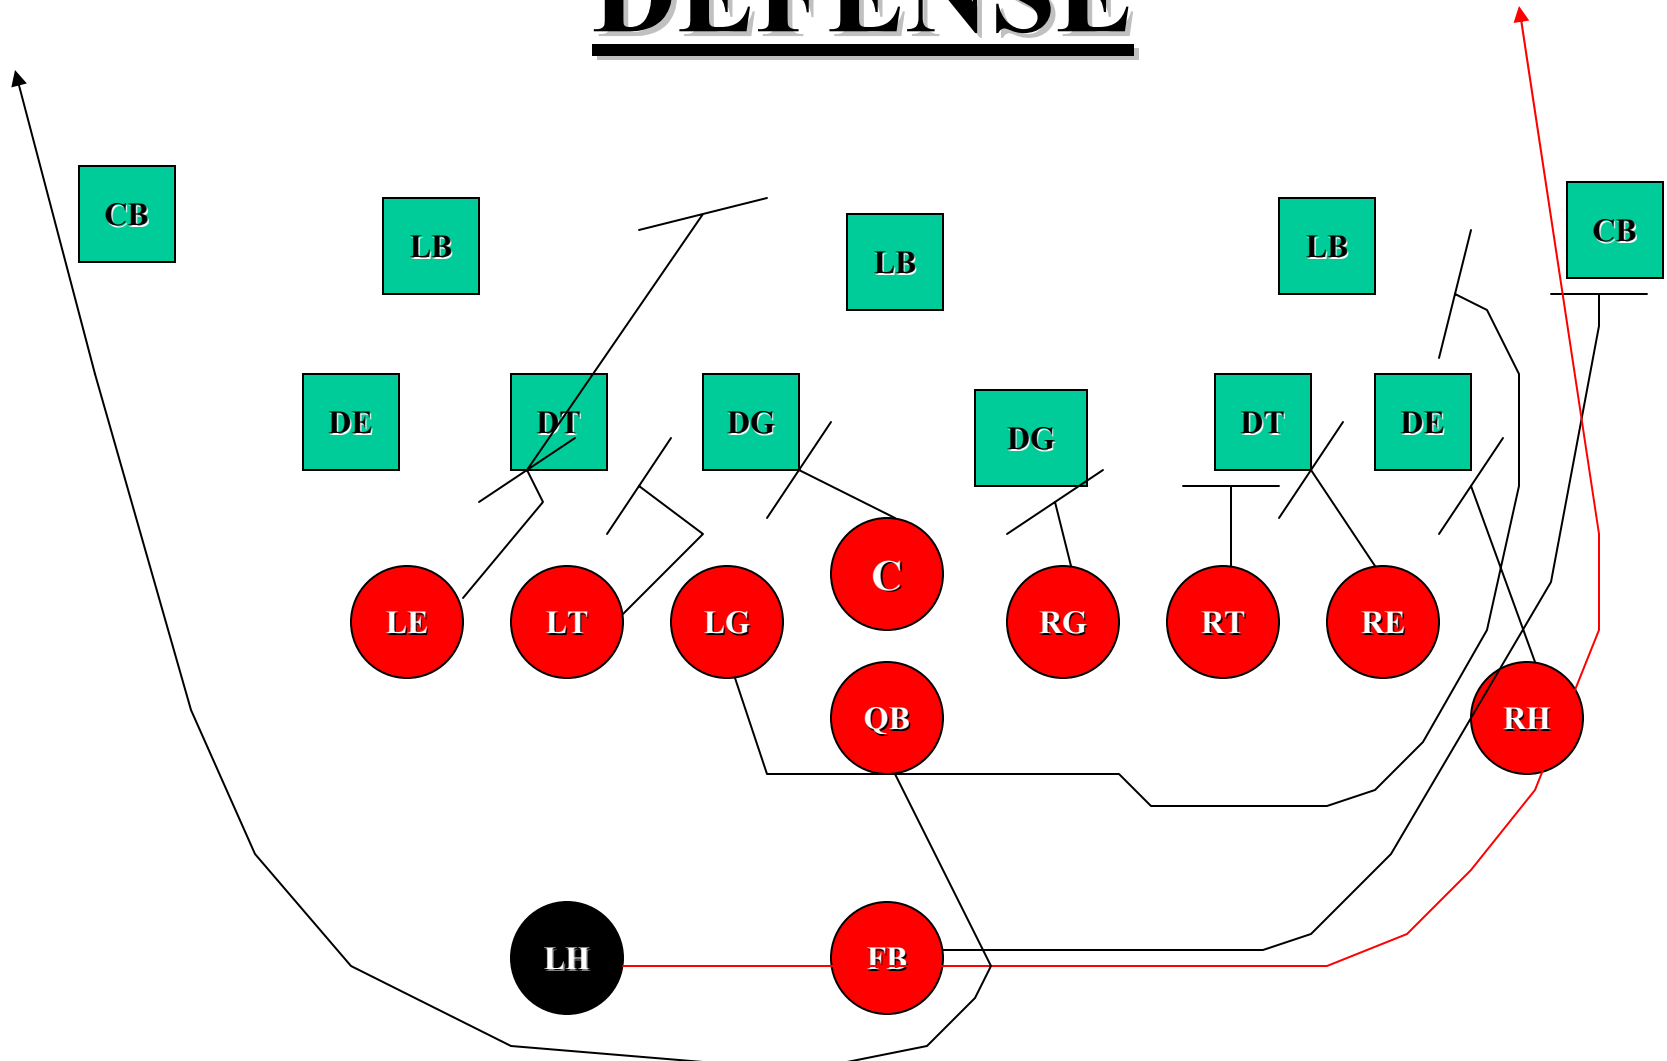 DEFENSE
CB
LB
LB
LB
CB
DE
DT
DG
DG
DT
DE
LE
LT
LG
C
RG
RT
RE
QB
RH
LH
FB